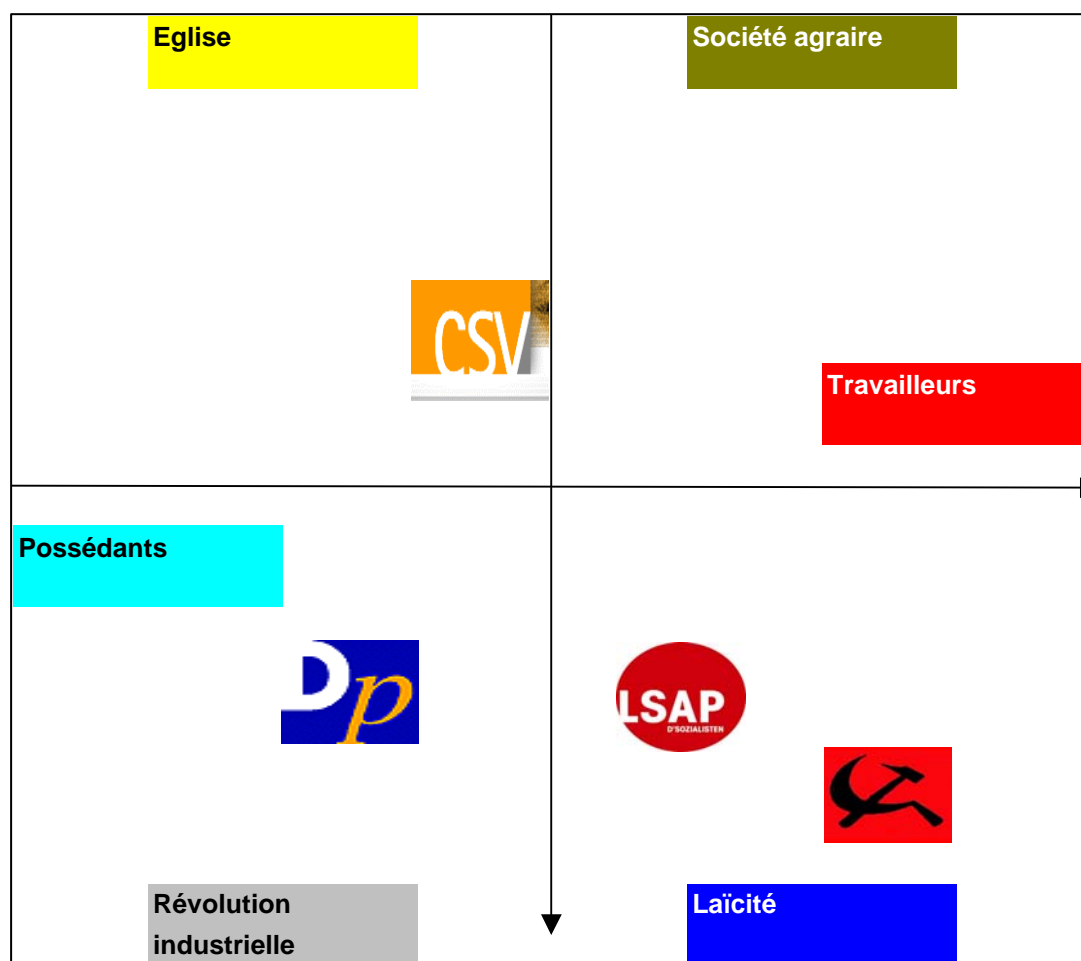 Eglise
Société agraire
CSV
Travailleurs
Possédants
Dp
LSAP
D'SOZIALISTEN
Révolution
industrielle
Laïcité